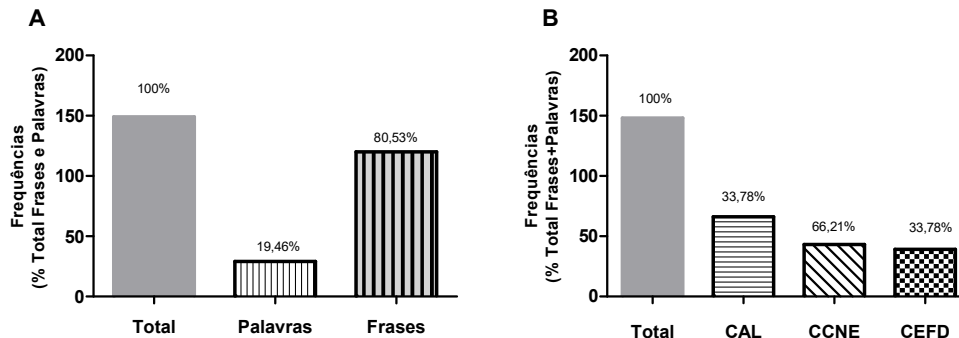 A
Frequências
(% Total Frases e Palavras)
200
150
100
50
0
100%
19,46%
80,53%
Total
Palavras
Frases
B
Frequências
(% Total Frases+Palavras)
200
150
100
50
0
100%
33,78%
66,21%
33,78%
Total
CAL
CCNE
CEFD